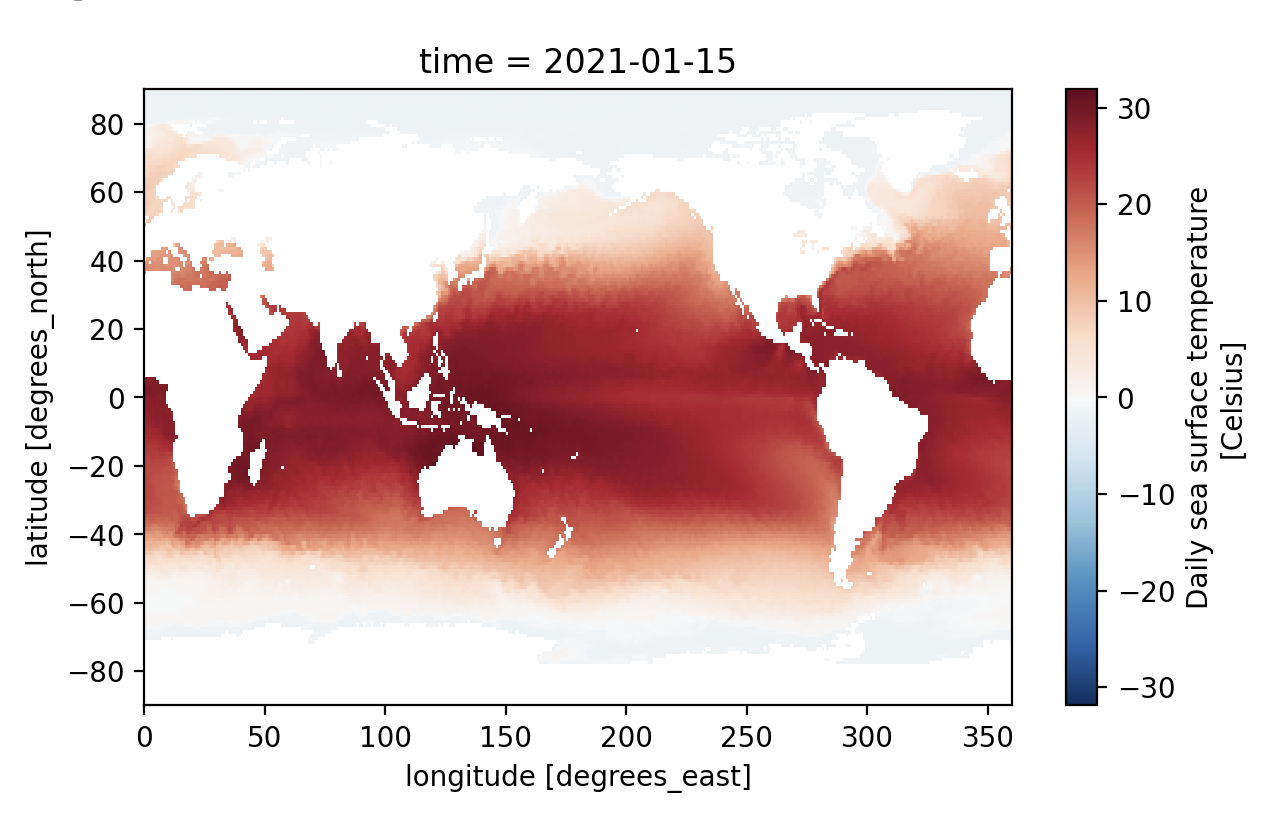 time = 2021-01-15
80
60
40
20
0
−20
−40
−60
−80
latitude [degrees_north]
0 50 100 150 200 250 300 350
longitude [degrees_east]
30
20
10
0
−10
−20
−30
Daily sea surface temperature
[Celsius]